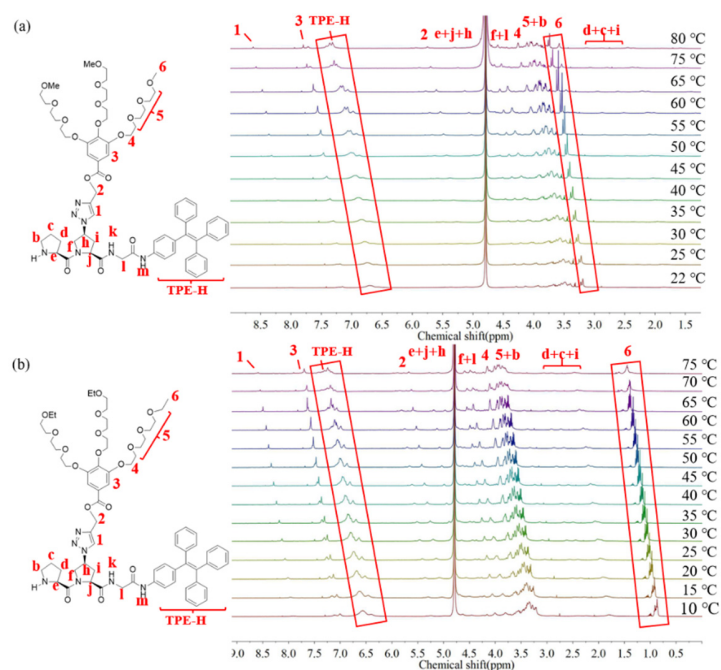 (a)
1
3
TPE-H
2
e+j+h
f+l
4
5+b
6
d+c+i
80 °C
75 °C
65 °C
60 °C
55 °C
50 °C
45 °C
40 °C
35 °C
30 °C
25 °C
22 °C
MeO
OMe
O
6
5
4
3
2
1
N
N
N
b
c
d
f
h
i
k
H
N
H
e
O
N
j
O
l
O
N
H
m
TPE-H
8.5
8.0
7.5
7.0
6.5
6.0
5.5
5.0
4.5
4.0
3.5
3.0
2.5
2.0
1.5
Chemical shift(ppm)
(b)
1
3
TPE-H
2
e+j+h
f+l
4
5+b
d+c+i
6
75 °C
70 °C
65 °C
60 °C
55 °C
50 °C
45 °C
40 °C
35 °C
30 °C
25 °C
20 °C
15 °C
10 °C
EtO
OEt
O
6
5
4
3
2
1
N
N
N
b
c
d
f
h
i
k
H
N
H
e
O
N
j
O
l
O
N
H
m
TPE-H
9.0
8.5
8.0
7.5
7.0
6.5
6.0
5.5
5.0
4.5
4.0
3.5
3.0
2.5
2.0
1.5
1.0
0.5
0.0
Chemical shift(ppm)